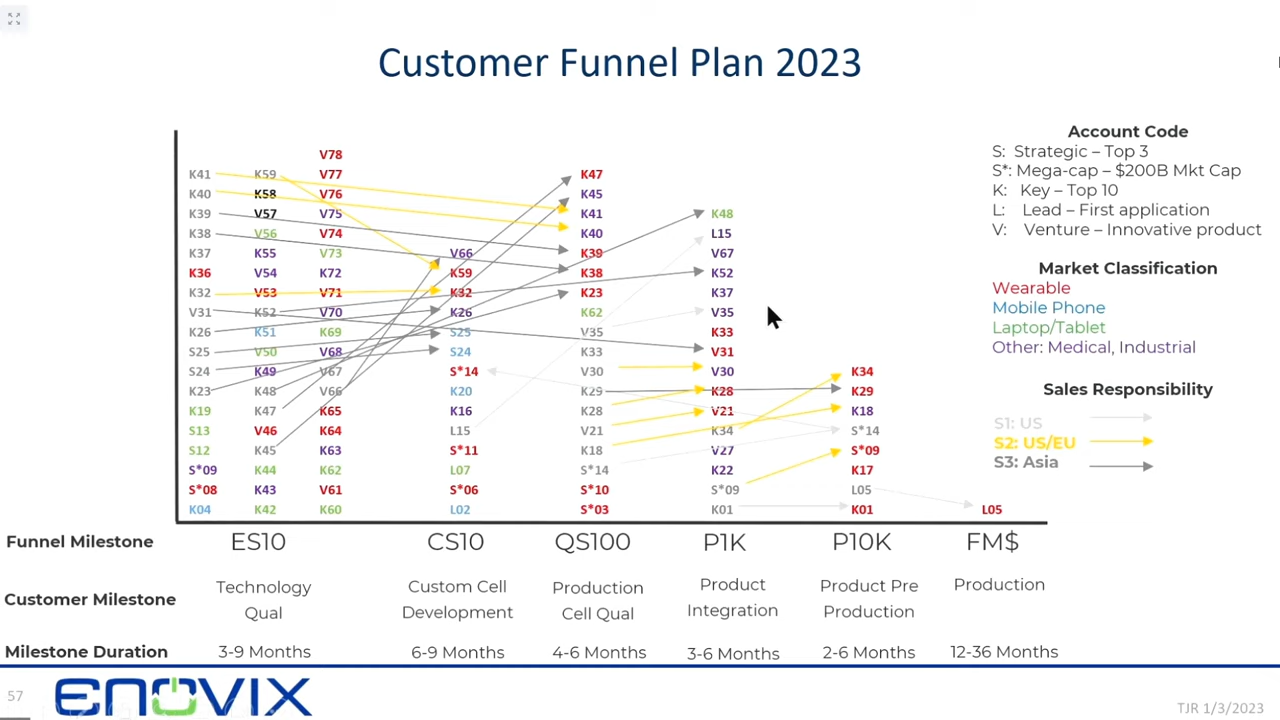 Customer Funnel Plan 2023
Account Code
S: Strategic – Top 3
S*: Mega-cap – $200B Mkt Cap
K: Key – Top 10
L: Lead – First application
V: Venture – Innovative product
Market Classification
Wearable
Mobile Phone
Laptop/Tablet
Other: Medical, Industrial
Sales Responsibility
S1: US
S2: US/EU
S3: Asia
V78
K41 K59 V77 K47
K40 K58 V76 K45
K39 V57 V75 K41 K48
K38 V56 V74 K40 L15
K37 K55 V73 V66 K39 V67
K36 V54 K72 K59 K38 K52
K32 V53 V71 K32 K23 K37
V31 K52 V70 K26 K62 V35
K26 K51 K69 S25 V35 K33
S25 V50 V68 S24 K33 V31
S24 K49 V67 S*14 V30 V30 K34
K23 K48 V66 K20 K29 K28 K29
K19 K47 K65 K16 K28 V21 K18
S13 V46 K64 L15 V21 K34 S*14
S12 K45 K63 S*11 K18 V27 S*09
S*09 K44 K62 L07 S*14 K22 K17
S*08 K43 V61 S*06 S*10 S*09 L05
K04 K42 K60 L02 S*03 K01 K01 L05
Funnel Milestone ES10 CS10 QS100 P1K P10K FM$
Customer Milestone
Technology Qual
Custom Cell Development
Production Cell Qual
Product Integration
Product Pre Production
Production
Milestone Duration 3-9 Months 6-9 Months 4-6 Months 3-6 Months 2-6 Months 12-36 Months
57
ENOVIX
TJR 1/3/2023